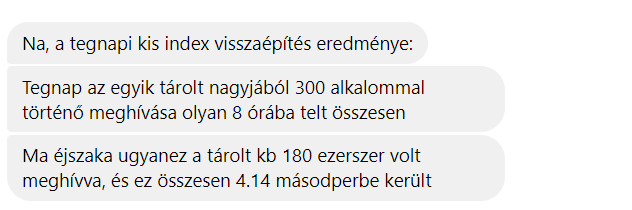 Na, a tegnapi kis index visszaépítés eredménye:
Tegnap az egyik tárolt nagyjából 300 alkalommal
történő meghívása olyan 8 órába telt összesen
Ma éjszaka ugyanez a tárolt kb 180 ezerszer volt
meghívva, és ez összesen 4.14 másodperbe került